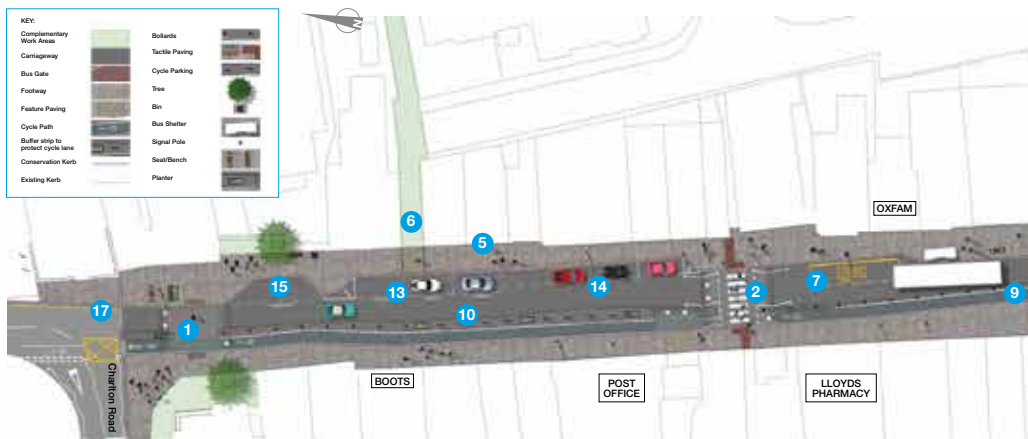 KEY:
Complementary
Work Areas
Carriageway
Bus Gate
Footway
Feature Paving
Cycle Path
Buffer strip to
protect cycle lane
Conservation Kerb
Existing Kerb
Bollards
Tactile Paving
Cycle Parking
Tree
Bin
Bus Shelter
Signal Pole
Seat/Bench
Planter
N
OXFAM
6
5
15
13
14
2
7
9
17
1
10
Charlton Road
BOOTS
POST
OFFICE
LLOYDS
PHARMACY